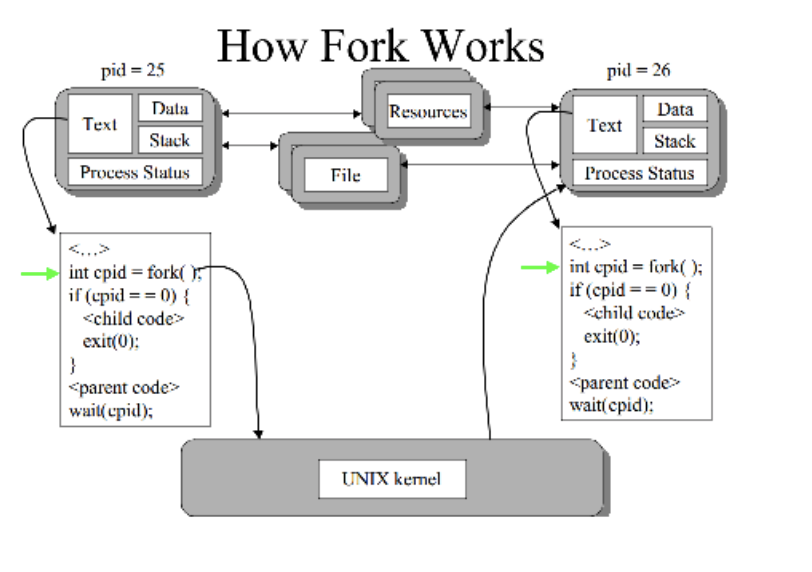 How Fork Works
pid = 25
pid = 26
Text
Data
Stack
Process Status
Resources
File
Text
Data
Stack
Process Status
<...>
int cpid = fork( );
if (cpid = = 0) {
<child code>
exit(0);
}
<parent code>
wait(cpid);
<...>
int cpid = fork( );
if (cpid = = 0) {
<child code>
exit(0);
}
<parent code>
wait(cpid);
UNIX kernel